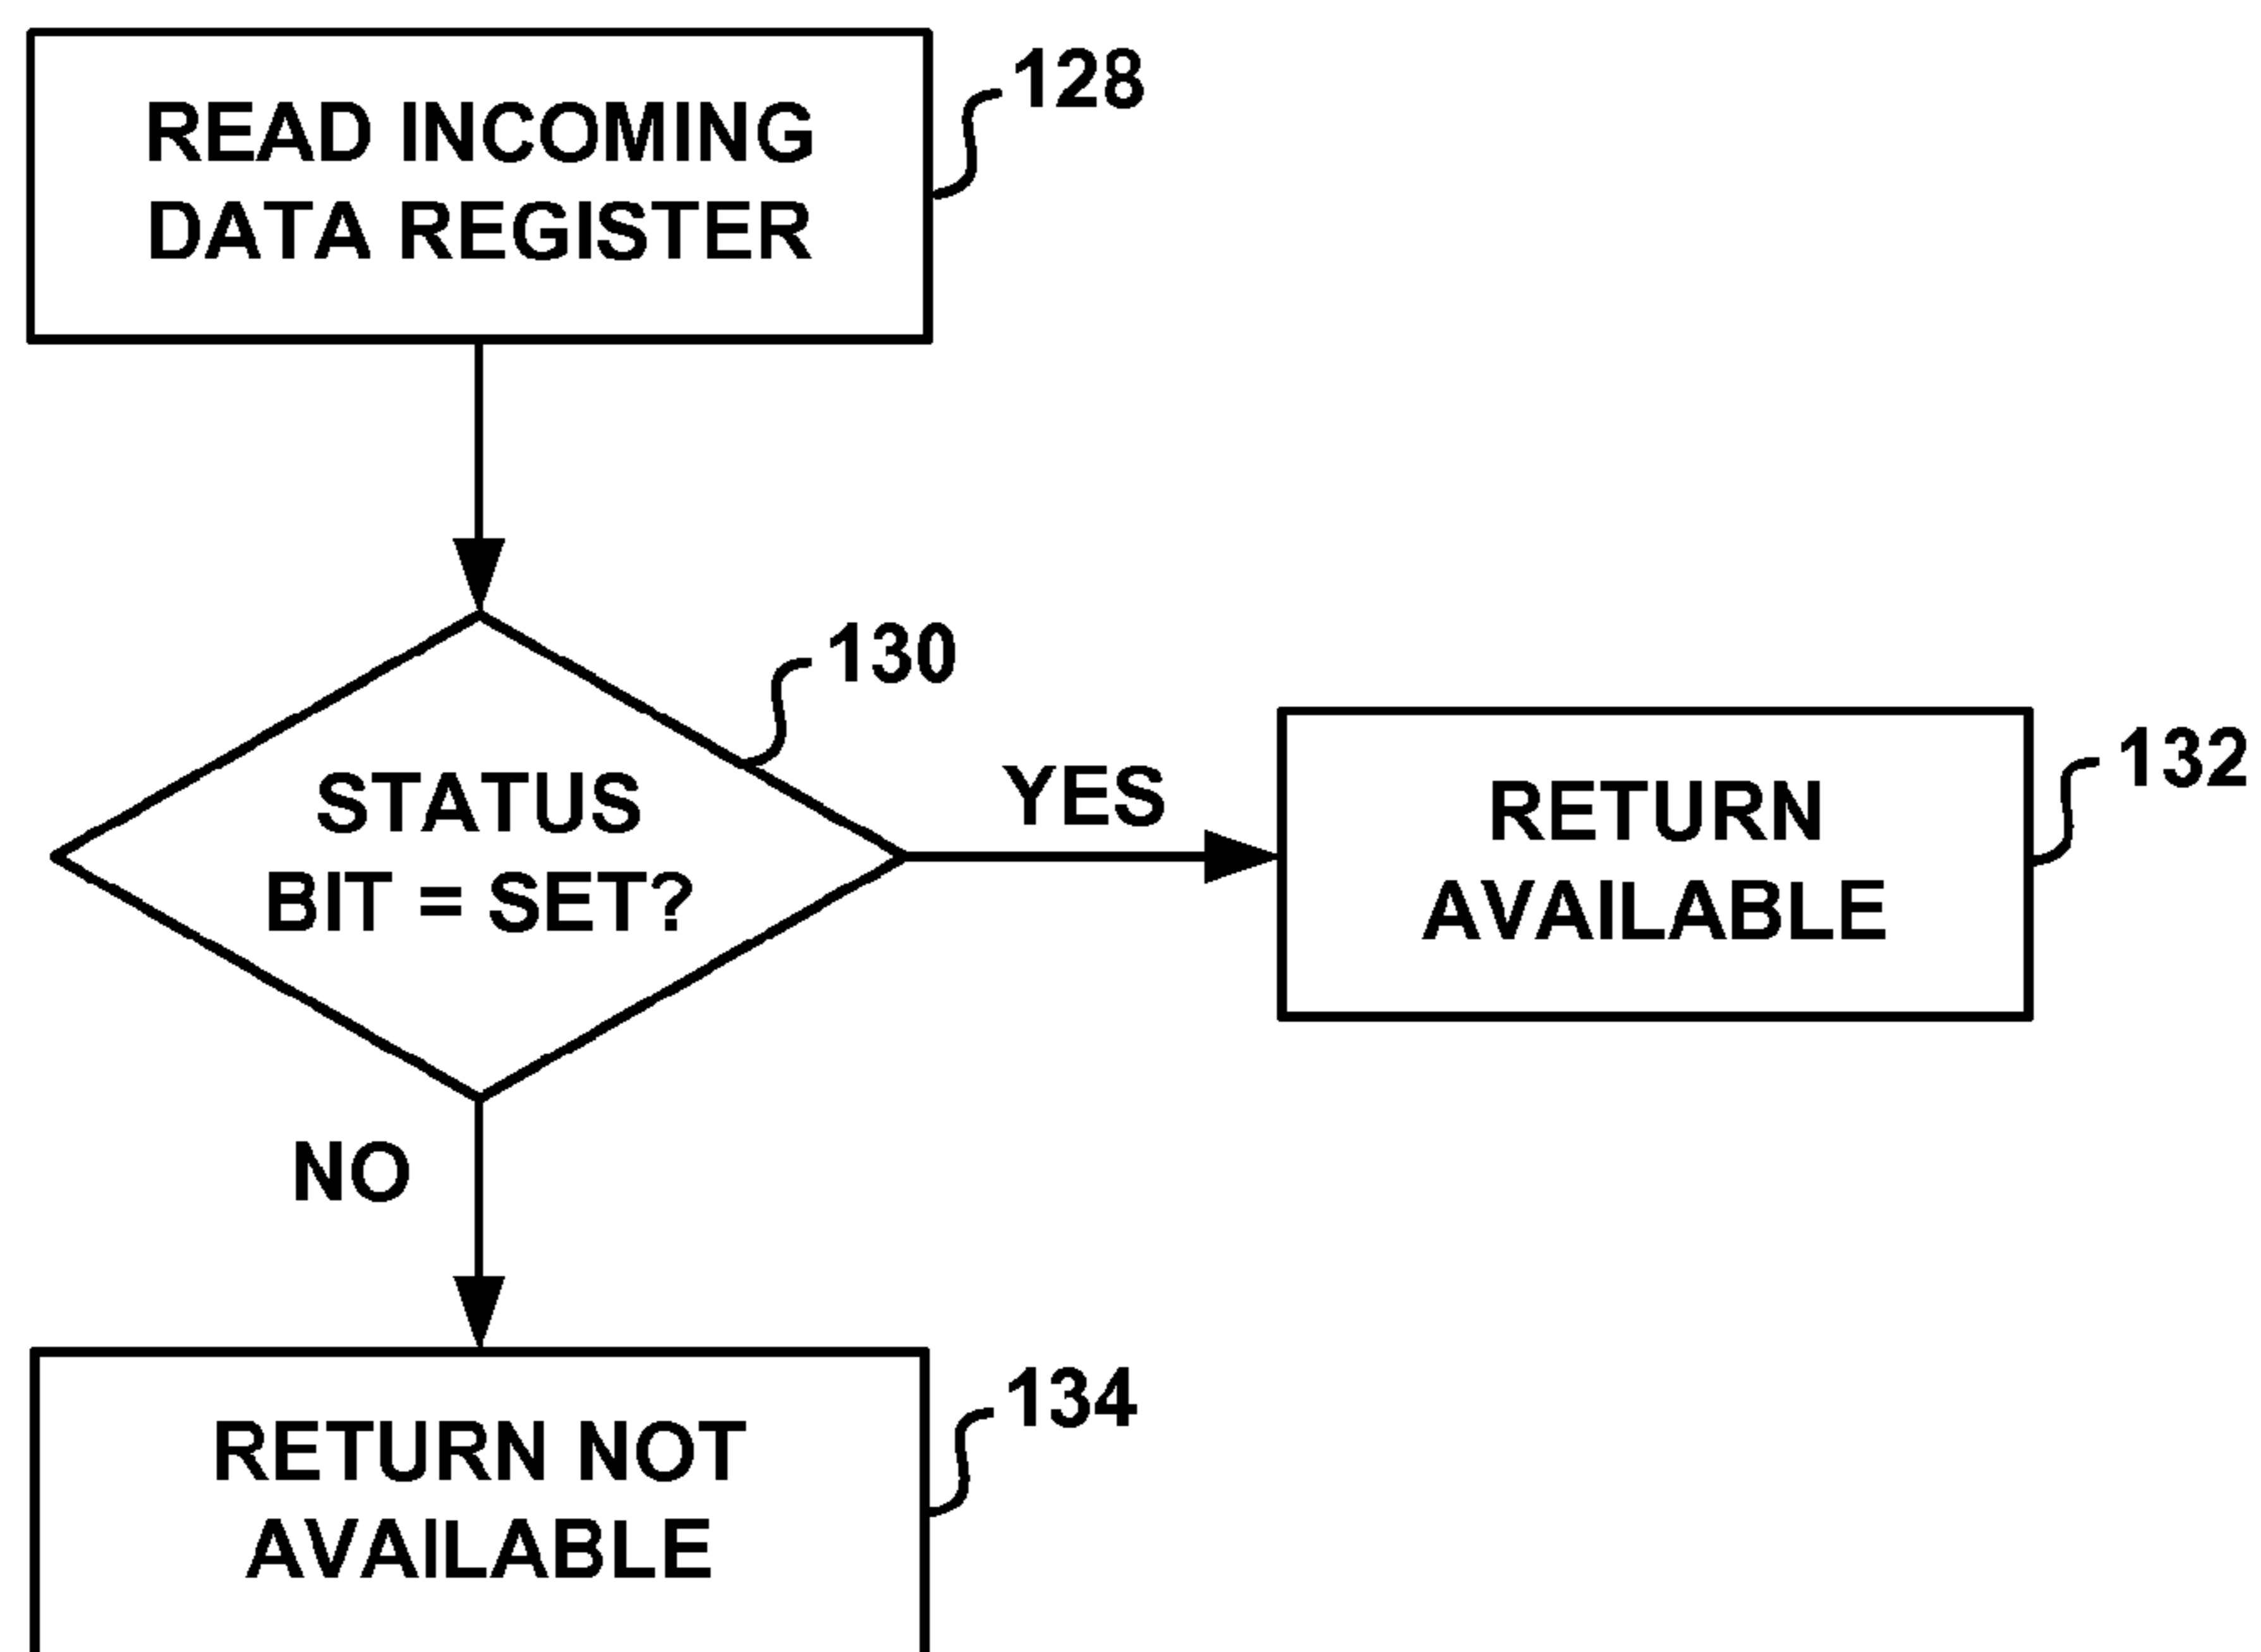 READ INCOMING
DATA REGISTER
128
130
STATUS
BIT = SET?
YES
RETURN
AVAILABLE
132
NO
RETURN NOT
AVAILABLE
134